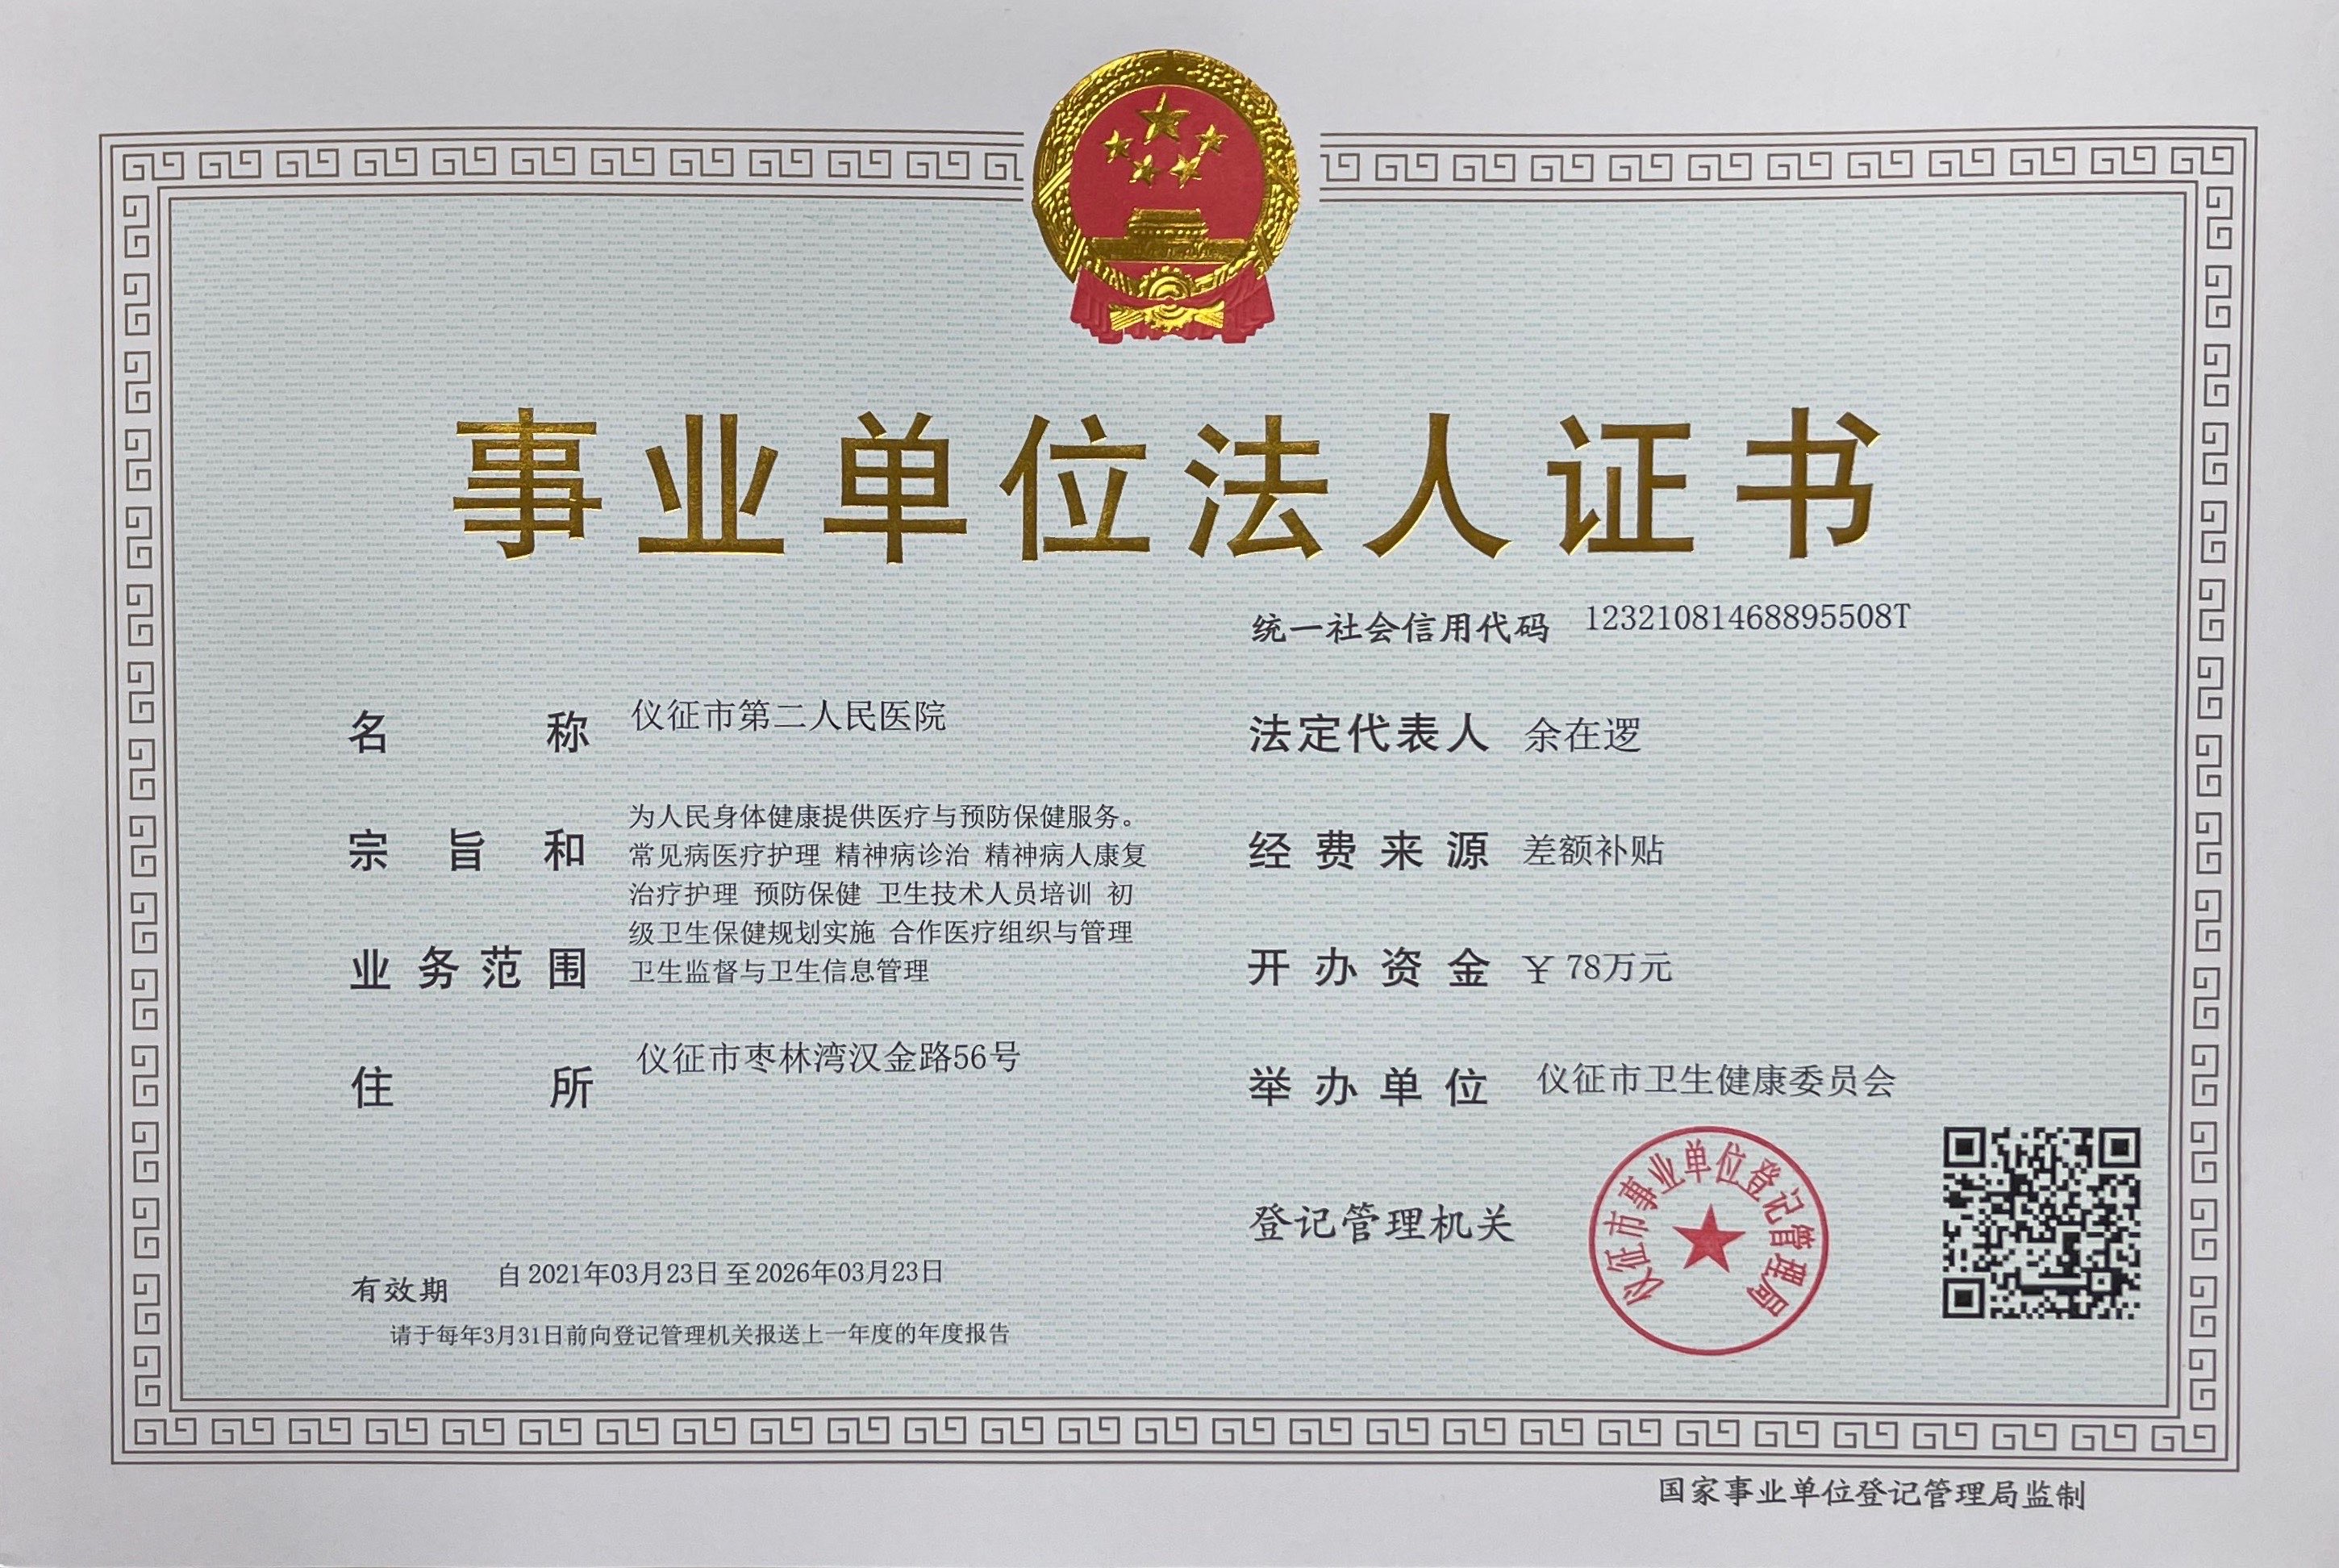 事业单位法人证书
统一社会信用代码 12321081468895508T
名称 仪征市第二人民医院
法定代表人 余在逻
宗旨和
业务范围
为人民身体健康提供医疗与预防保健服务。
常见病医疗护理 精神病诊治 精神病人康复
治疗护理 预防保健 卫生技术人员培训 初
级卫生保健规划实施 合作医疗组织与管理
卫生监督与卫生信息管理
经费来源 差额补贴
开办资金 ￥78万元
住所 仪征市枣林湾汉金路56号
举办单位 仪征市卫生健康委员会
登记管理机关
仪征市事业单位登记管理局
有效期 自2021年03月23日至2026年03月23日
请于每年3月31日前向登记管理机关报送上一年度的年度报告
国家事业单位登记管理局监制